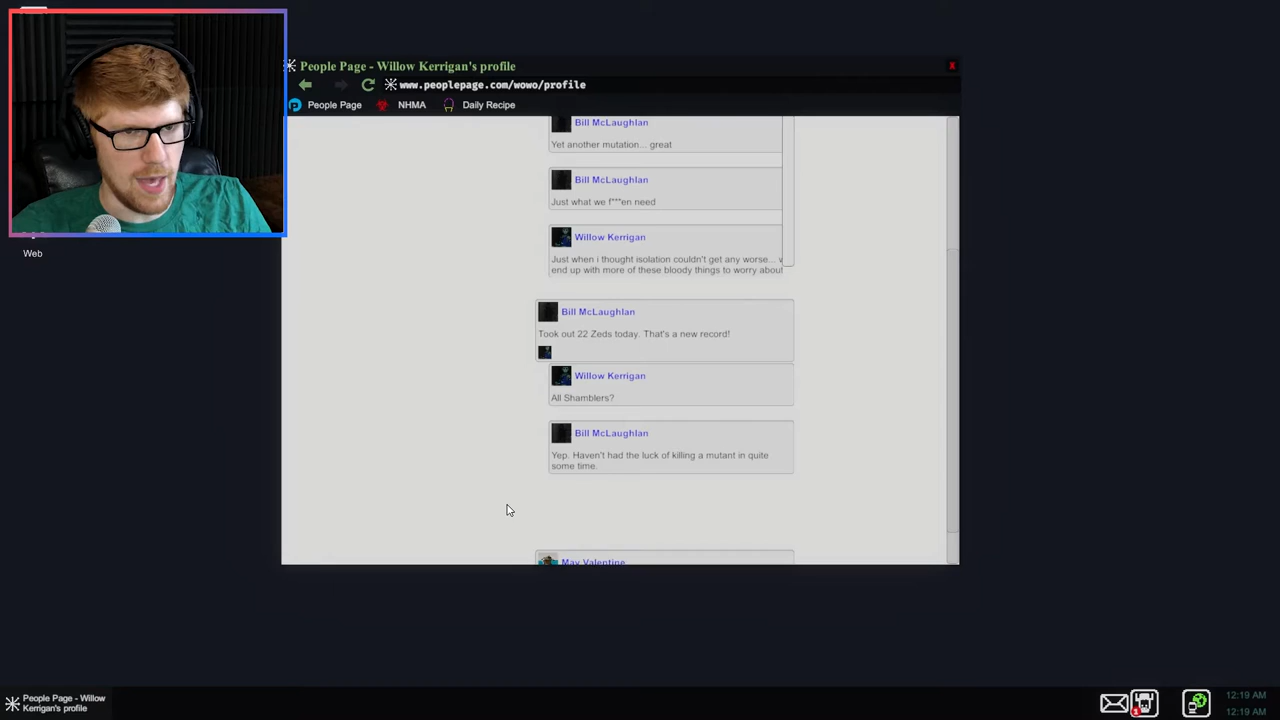 People Page - Willow Kerrigan's profile
www.peoplepage.com/wowo/profile
People Page NHMA Daily Recipe
Bill McLaughlan
Yet another mutation... great
Bill McLaughlan
Just what we f***en need
Willow Kerrigan
Just when i thought isolation couldn't get any worse...
end up with more of these bloody things to worry about
Bill McLaughlan
Took out 22 Zeds today. That's a new record!
Willow Kerrigan
All Shamblers?
Bill McLaughlan
Yep. Haven't had the luck of killing a mutant in quite
some time.
May Valentine
Web
People Page - Willow
Kerrigan's profile
1
12:19 AM
12:19 AM